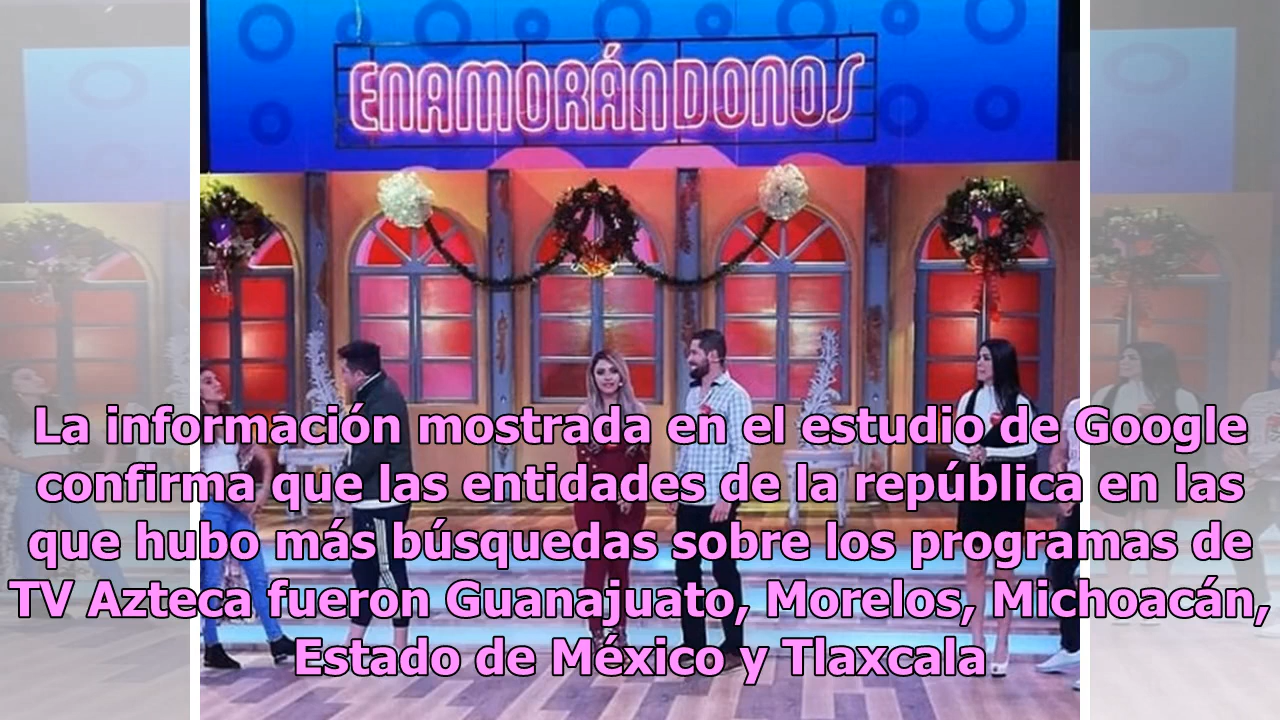 ENAMORÁNDONOS
La información mostrada en el estudio de Google
confirma que las entidades de la república en las
que hubo más búsquedas sobre los programas de
TV Azteca fueron Guanajuato, Morelos, Michoacán,
Estado de México y Tlaxcala